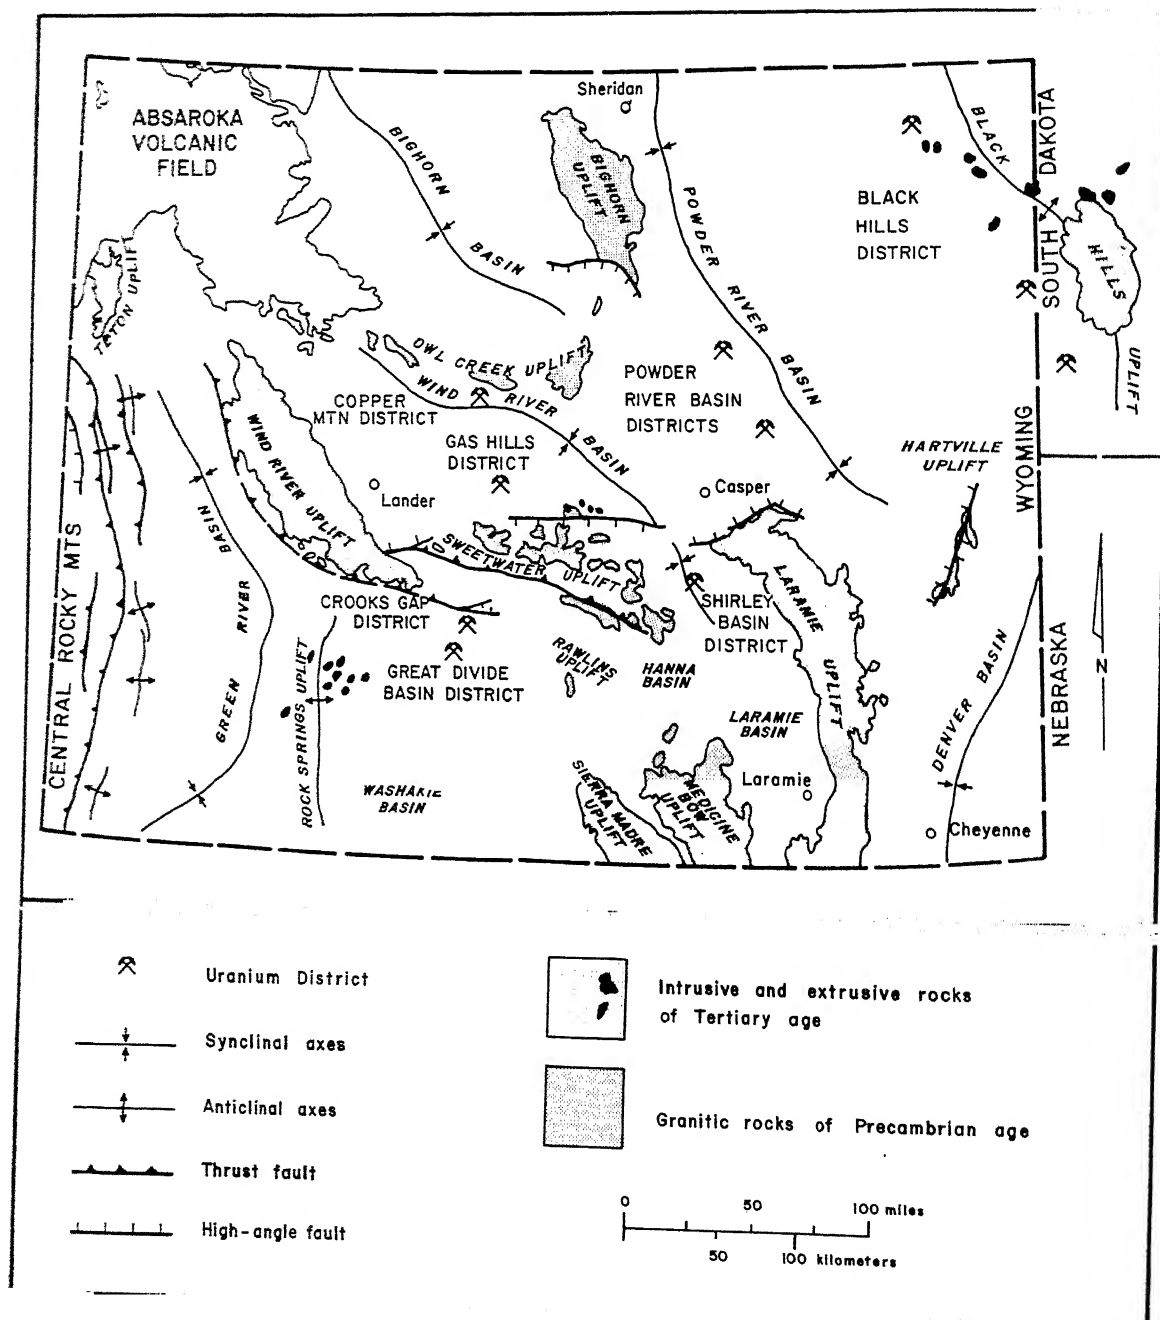 Sheridan
ABSAROKA
VOLCANIC
FIELD
BIGHORN
BASIN
BIGHORN
UPLIFT
POWDER
RIVER
BASIN
BLACK
HILLS
UPLIFT
BLACK
HILLS
DISTRICT
SOUTH DAKOTA
TETON UPLIFT
OWL CREEK UPLIFT
WIND RIVER
BASIN
COPPER
MTN DISTRICT
POWDER
RIVER BASIN
DISTRICTS
GAS HILLS
DISTRICT
HARTVILLE
UPLIFT
WYOMING
Lander
Casper
WIND RIVER UPLIFT
SWEETWATER UPLIFT
CENTRAL ROCKY MTS
GREEN
RIVER
BASIN
CROOKS GAP
DISTRICT
SHIRLEY
BASIN
DISTRICT
LARAMIE
UPLIFT
ROCK SPRINGS UPLIFT
GREAT DIVIDE
BASIN DISTRICT
RAWLINS
UPLIFT
HANNA
BASIN
LARAMIE
BASIN
DENVER BASIN
NEBRASKA
N
WASHAKIE
BASIN
SIERRA MADRE
UPLIFT
MEDICINE
BOW
UPLIFT
Laramie
Cheyenne
Uranium District
Synclinal axes
Anticlinal axes
Thrust fault
High-angle fault
Intrusive and extrusive rocks
of Tertiary age
Granitic rocks of Precambrian age
0 50 100 miles
50 100 kilometers